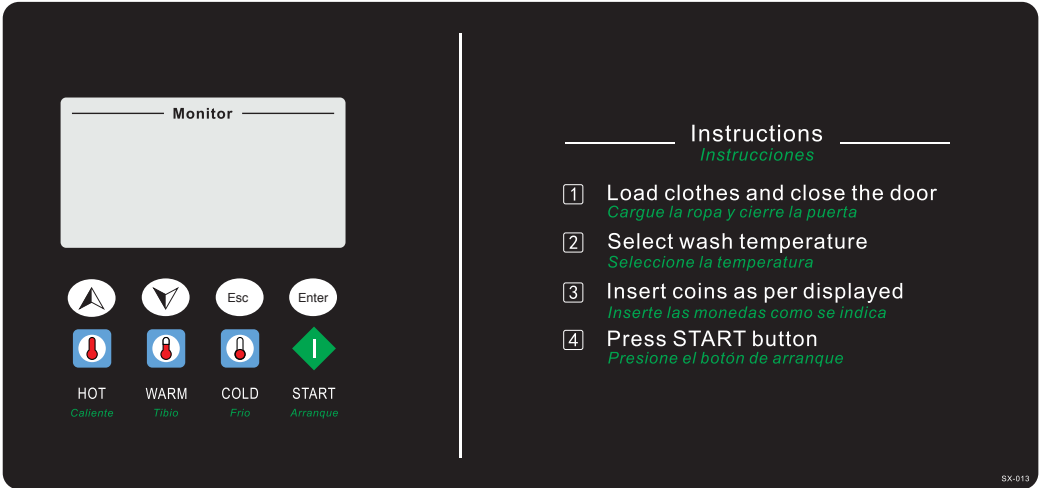 Monitor
Esc Enter
HOT WARM COLD START
Caliente Tibio Frio Arranque
Instructions
Instrucciones
1 Load clothes and close the door
Cargue la ropa y cierre la puerta
2 Select wash temperature
Seleccione la temperatura
3 Insert coins as per displayed
Inserte las monedas como se indica
4 Press START button
Presione el botón de arranque
SX-013